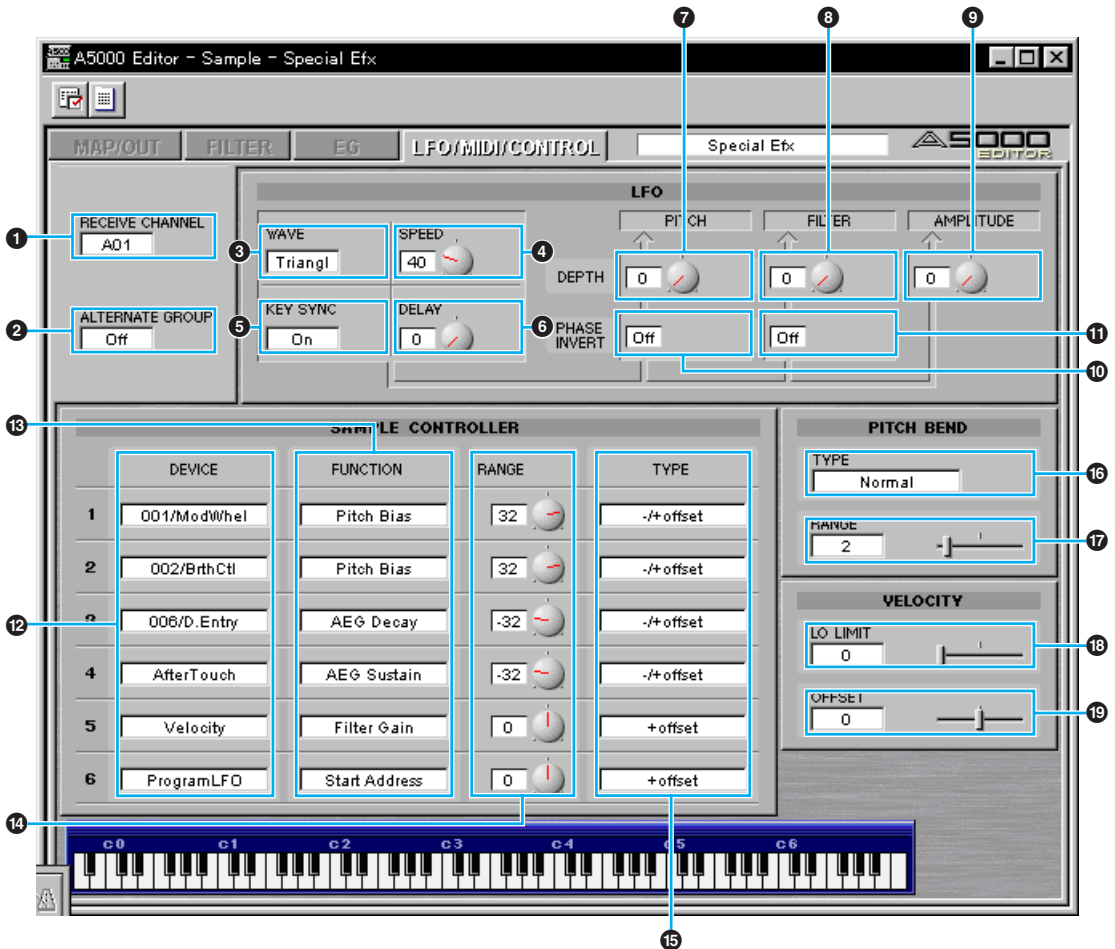 7 8 9
A5000 Editor - Sample - Special Efx
MAP/OUT FILTER EG LFO/MIDI/CONTROL Special Efx A5000 EDITOR
LFO
PITCH FILTER AMPLITUDE
1 RECEIVE CHANNEL
A01
3 WAVE
Triangl
SPEED
40 4
DEPTH 0 0 0
2 ALTERNATE GROUP
Off
5 KEY SYNC
On
DELAY
0 6
PHASE INVERT Off Off 11
10
13
SAMPLE CONTROLLER
DEVICE FUNCTION RANGE TYPE
1 001/ModWhel Pitch Bias 32 -/+offset
2 002/BrthCtl Pitch Bias 32 -/+offset
12 3 006/D.Entry AEG Decay -32 -/+offset
4 AfterTouch AEG Sustain -32 -/+offset
5 Velocity Filter Gain 0 +offset
6 ProgramLFO Start Address 0 +offset
14
PITCH BEND
TYPE
Normal 16
RANGE
2 17
VELOCITY
LO LIMIT
0 18
OFFSET
0 19
C0 C1 C2 C3 C4 C5 C6
15